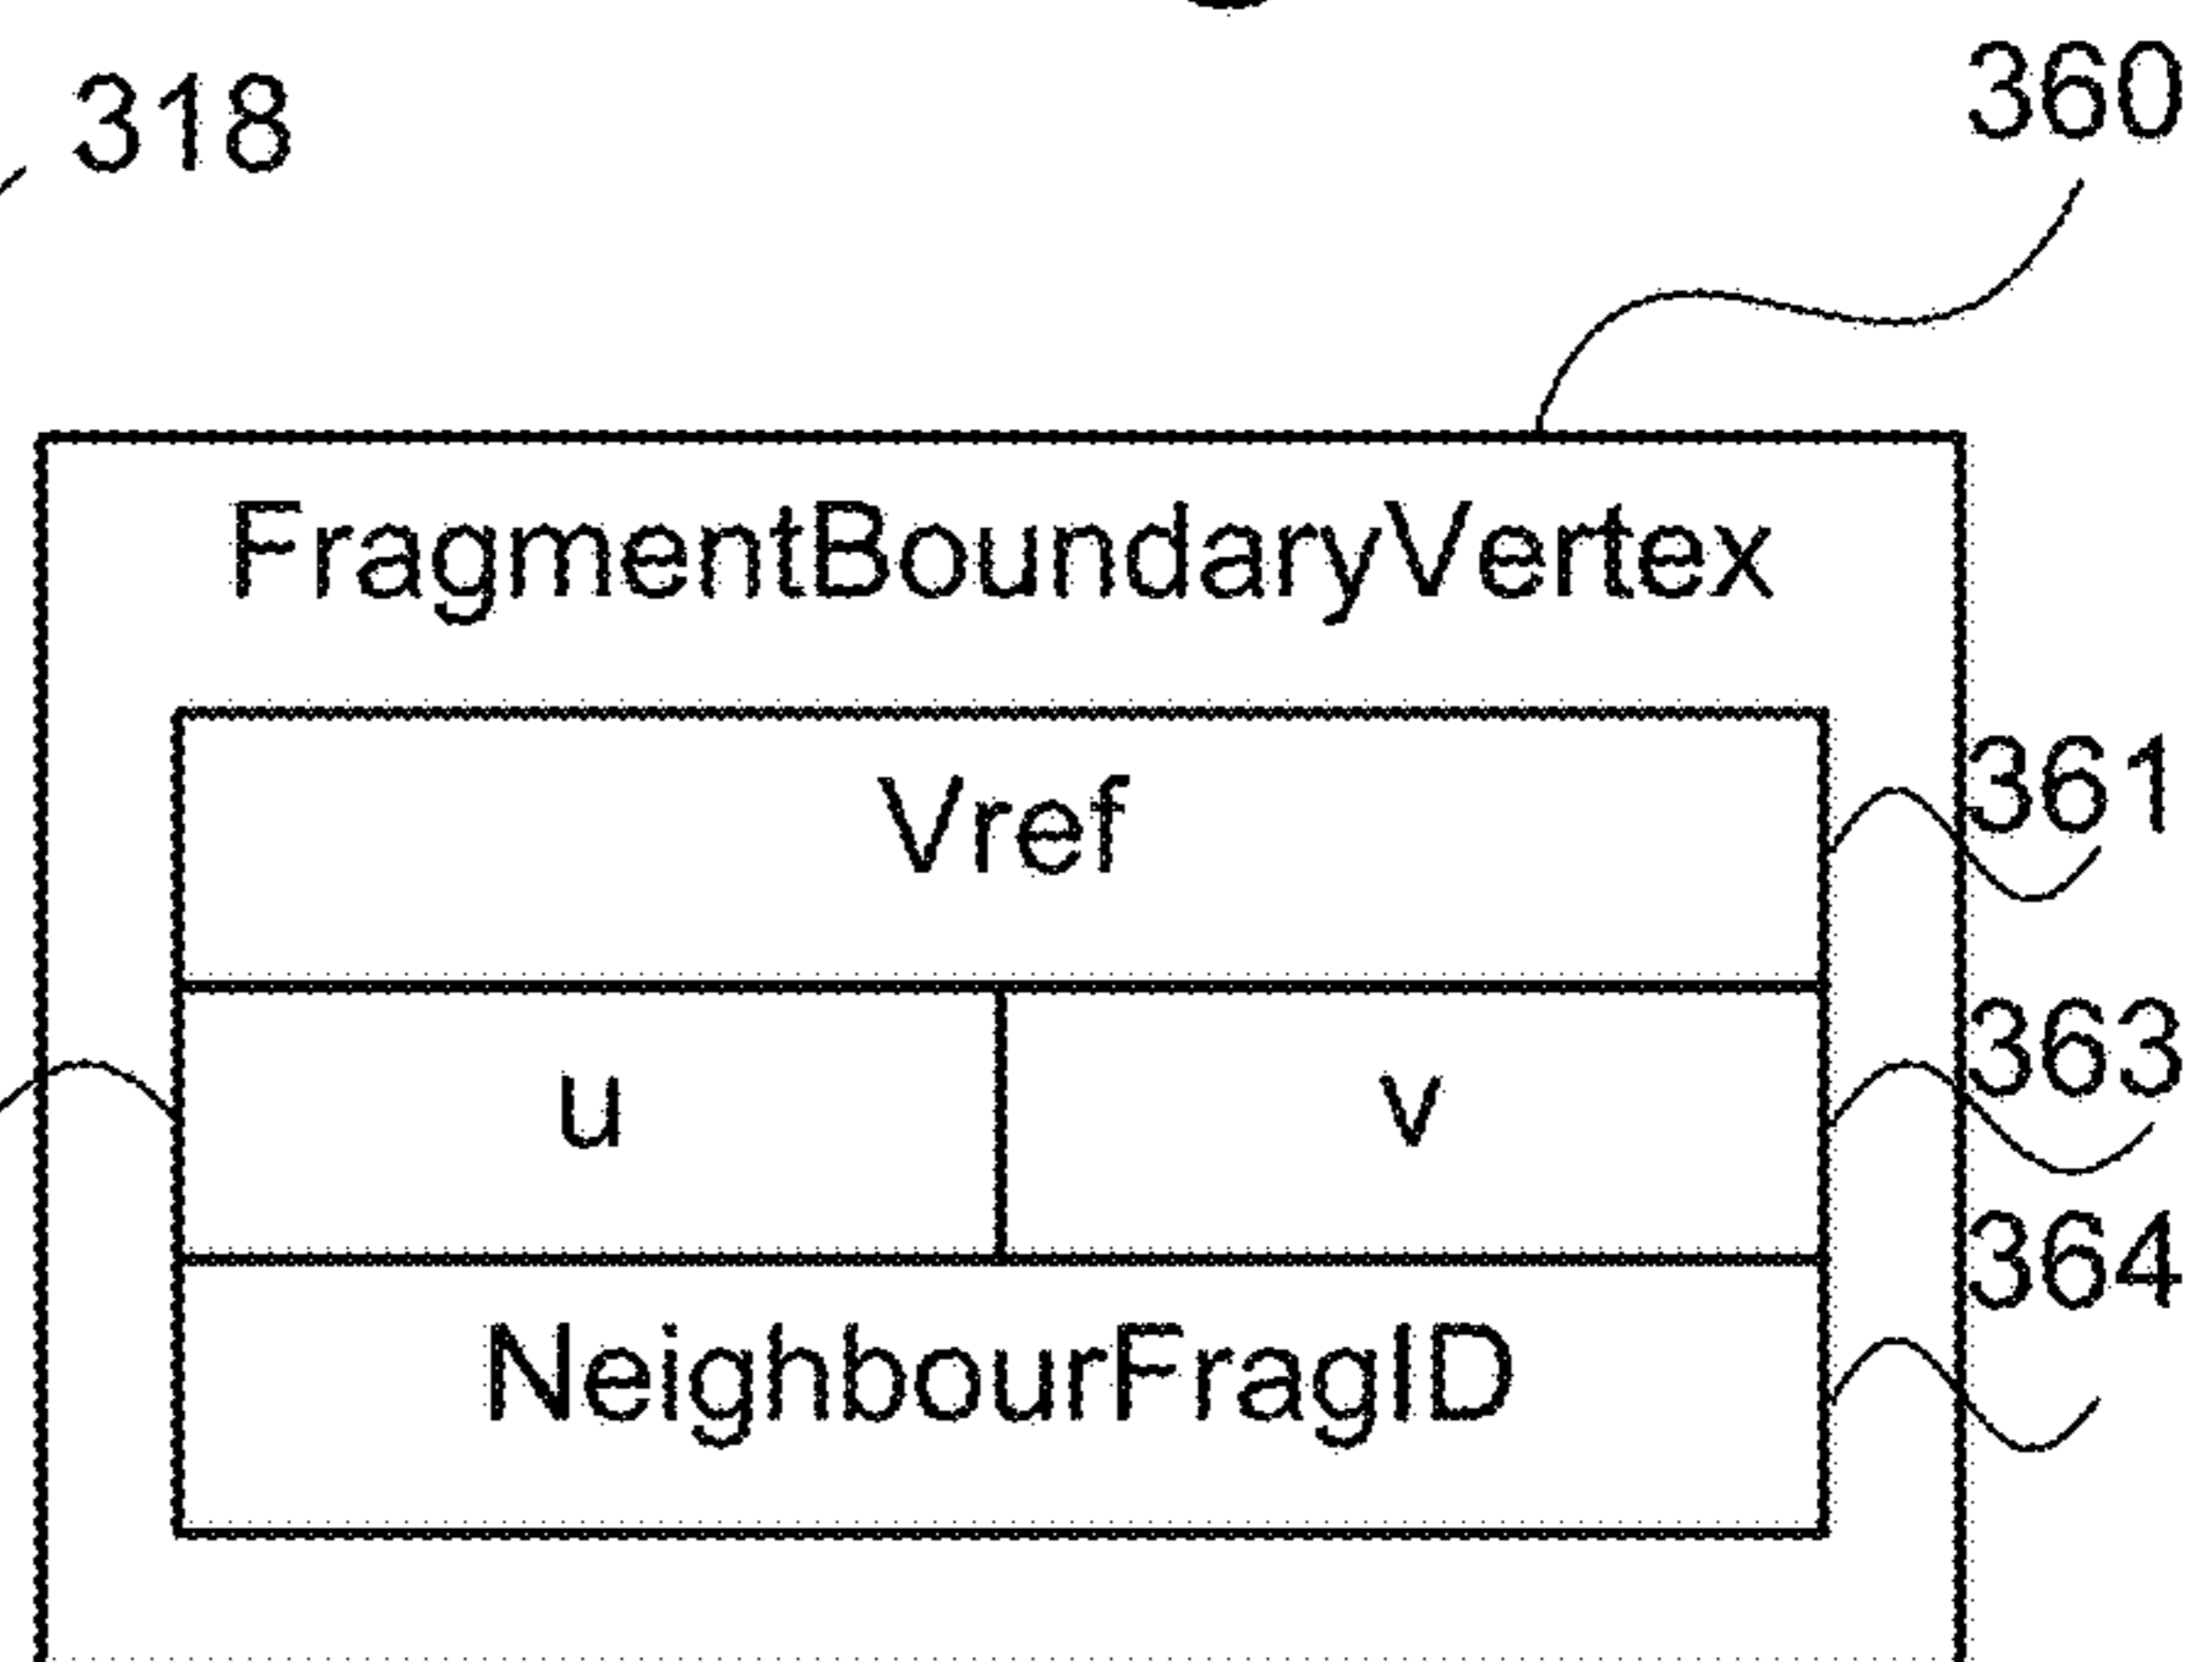 318
360
FragmentBoundaryVertex
Vref
361
u
v
363
364
NeighbourFragID